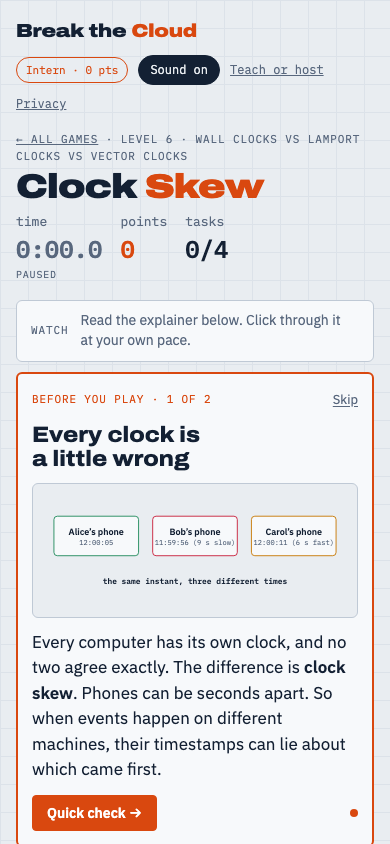 Break the Cloud
Intern · 0 pts
Sound on
Teach or host
Privacy
← ALL GAMES · LEVEL 6 · WALL CLOCKS VS LAMPORT
CLOCKS VS VECTOR CLOCKS
Clock Skew
time points tasks
0:00.0 0 0/4
PAUSED
WATCH
Read the explainer below. Click through it
at your own pace.
BEFORE YOU PLAY · 1 OF 2
Skip
Every clock is
a little wrong
Alice's phone
12:00:05
Bob's phone
11:59:56 (9 s slow)
Carol's phone
12:00:11 (6 s fast)
the same instant, three different times
Every computer has its own clock, and no
two agree exactly. The difference is clock
skew. Phones can be seconds apart. So
when events happen on different
machines, their timestamps can lie about
which came first.
Quick check →